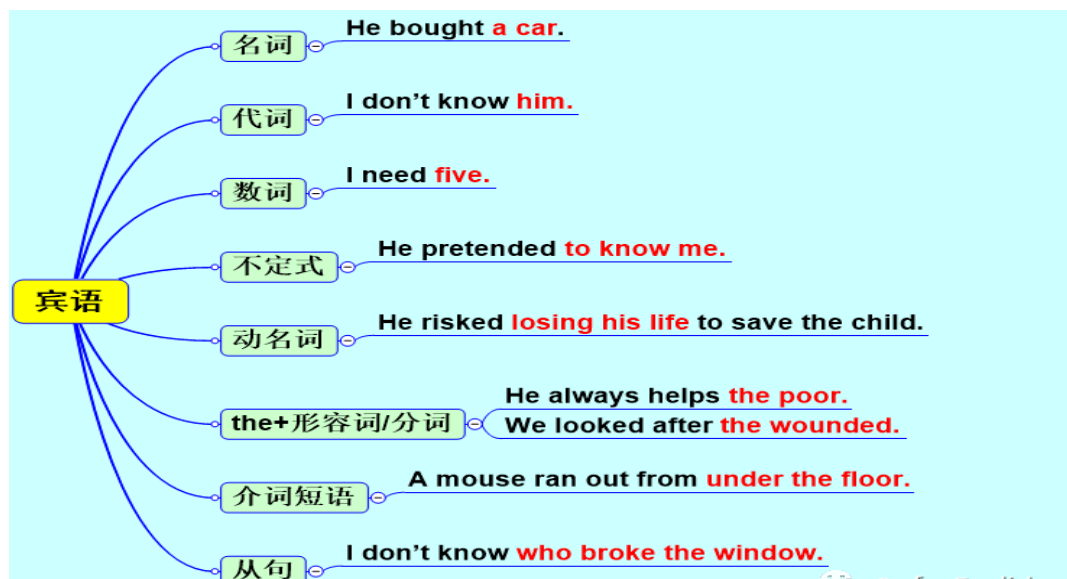 He bought a car.
名词
I don’t know him.
代词
I need five.
数词
He pretended to know me.
不定式
宾语
He risked losing his life to save the child.
动名词
He always helps the poor.
the+形容词/分词
We looked after the wounded.
A mouse ran out from under the floor.
介词短语
I don’t know who broke the window.
从句